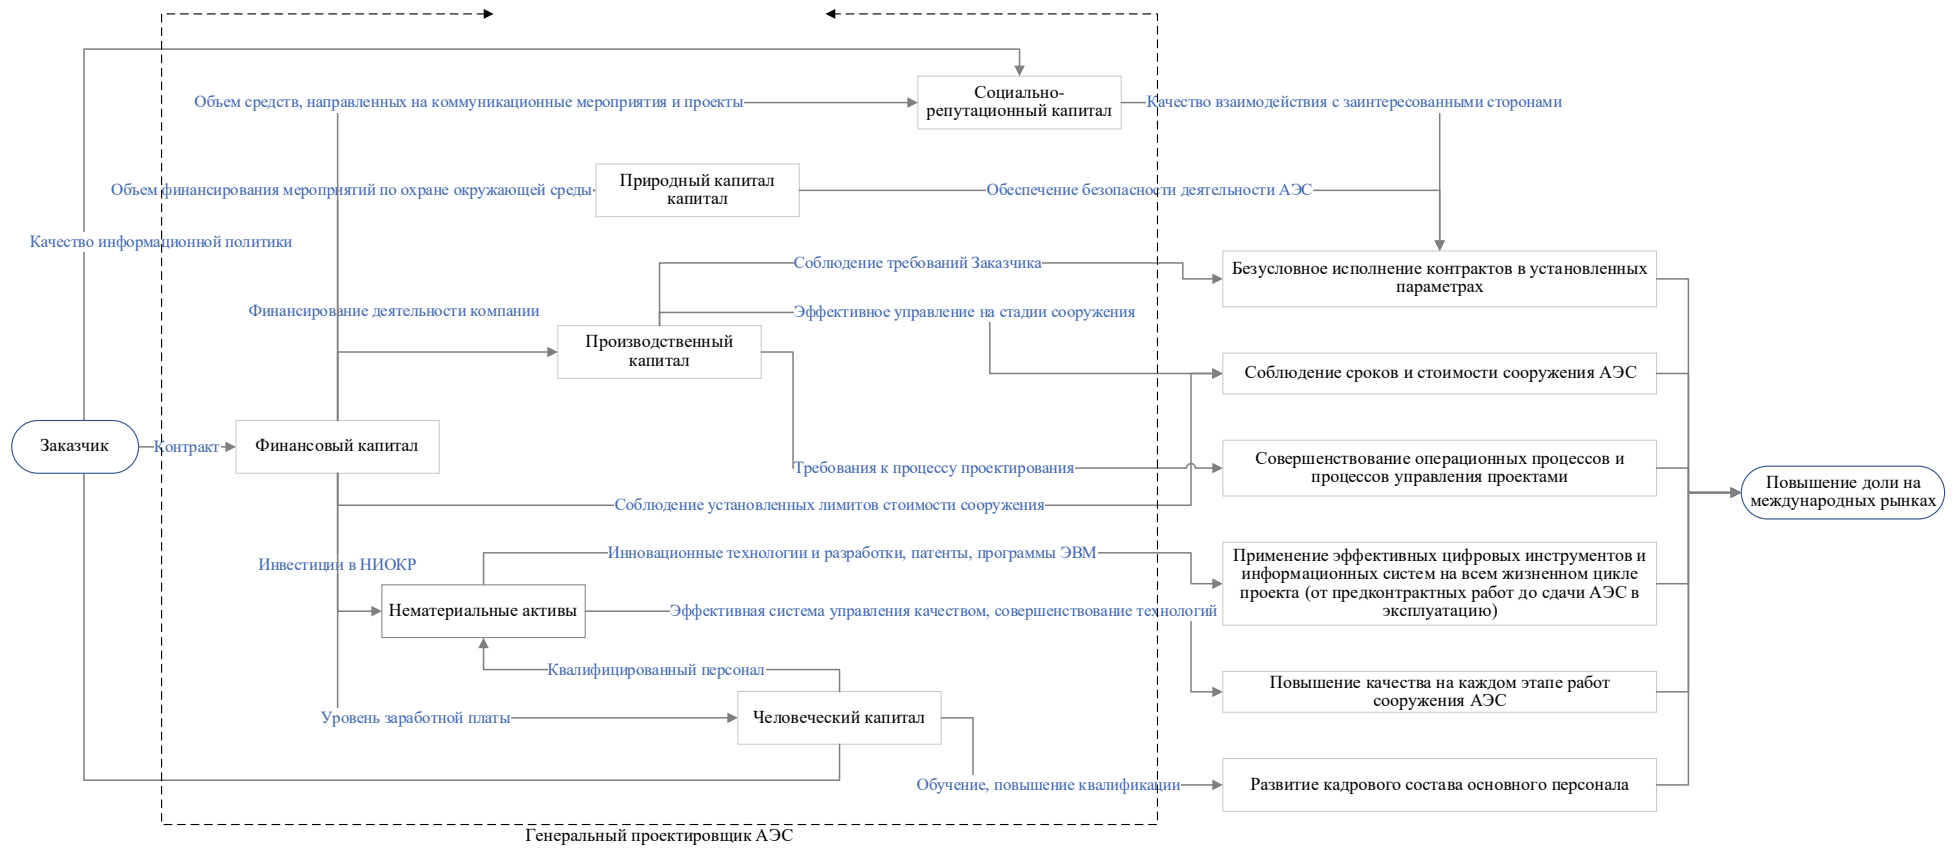 Социально-
репутационный капитал
Объем средств, направленных на коммуникационные мероприятия и проекты
Качество взаимодействия с заинтересованными сторонами
Природный капитал
капитал
Объем финансирования мероприятий по охране окружающей среды
Обеспечение безопасности деятельности АЭС
Качество информационной политики
Соблюдение требований Заказчика
Безусловное исполнение контрактов в установленных
параметрах
Финансирование деятельности компании
Эффективное управление на стадии сооружения
Производственный
капитал
Соблюдение сроков и стоимости сооружения АЭС
Заказчик
Контракт
Финансовый капитал
Требования к процессу проектирования
Совершенствование операционных процессов и
процессов управления проектами
Повышение доли на
международных рынках
Соблюдение установленных лимитов стоимости сооружения
Инновационные технологии и разработки, патенты, программы ЭВМ
Инвестиции в НИОКР
Применение эффективных цифровых инструментов и
информационных систем на всем жизненном цикле
проекта (от предконтрактных работ до сдачи АЭС в
эксплуатацию)
Нематериальные активы
Эффективная система управления качеством, совершенствование технологий
Квалифицированный персонал
Повышение качества на каждом этапе работ
сооружения АЭС
Уровень заработной платы
Человеческий капитал
Обучение, повышение квалификации
Развитие кадрового состава основного персонала
Генеральный проектировщик АЭС